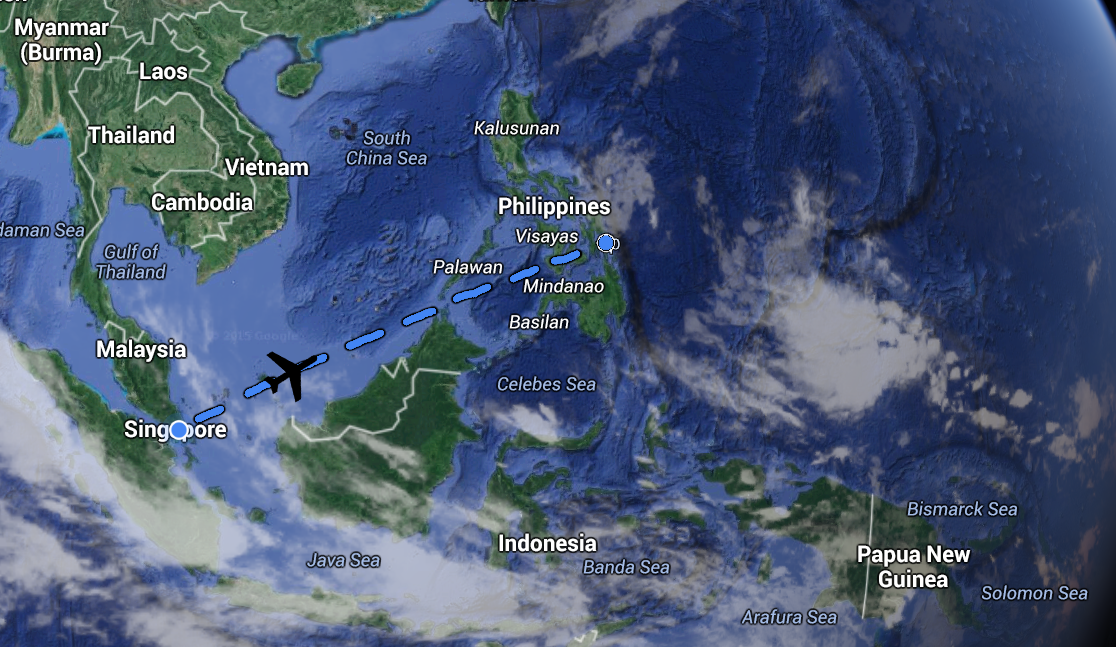 Myanmar
(Burma)
Laos
Thailand
Vietnam
Cambodia
South
China Sea
Kalusunan
Philippines
Visayas
Palawan
Mindanao
Basilan
Gulf of
Thailand
daman Sea
Malaysia
© 2015 Google
Singapore
Celebes Sea
Indonesia
Java Sea
Banda Sea
Arafura Sea
Bismarck Sea
Papua New
Guinea
Solomon Sea